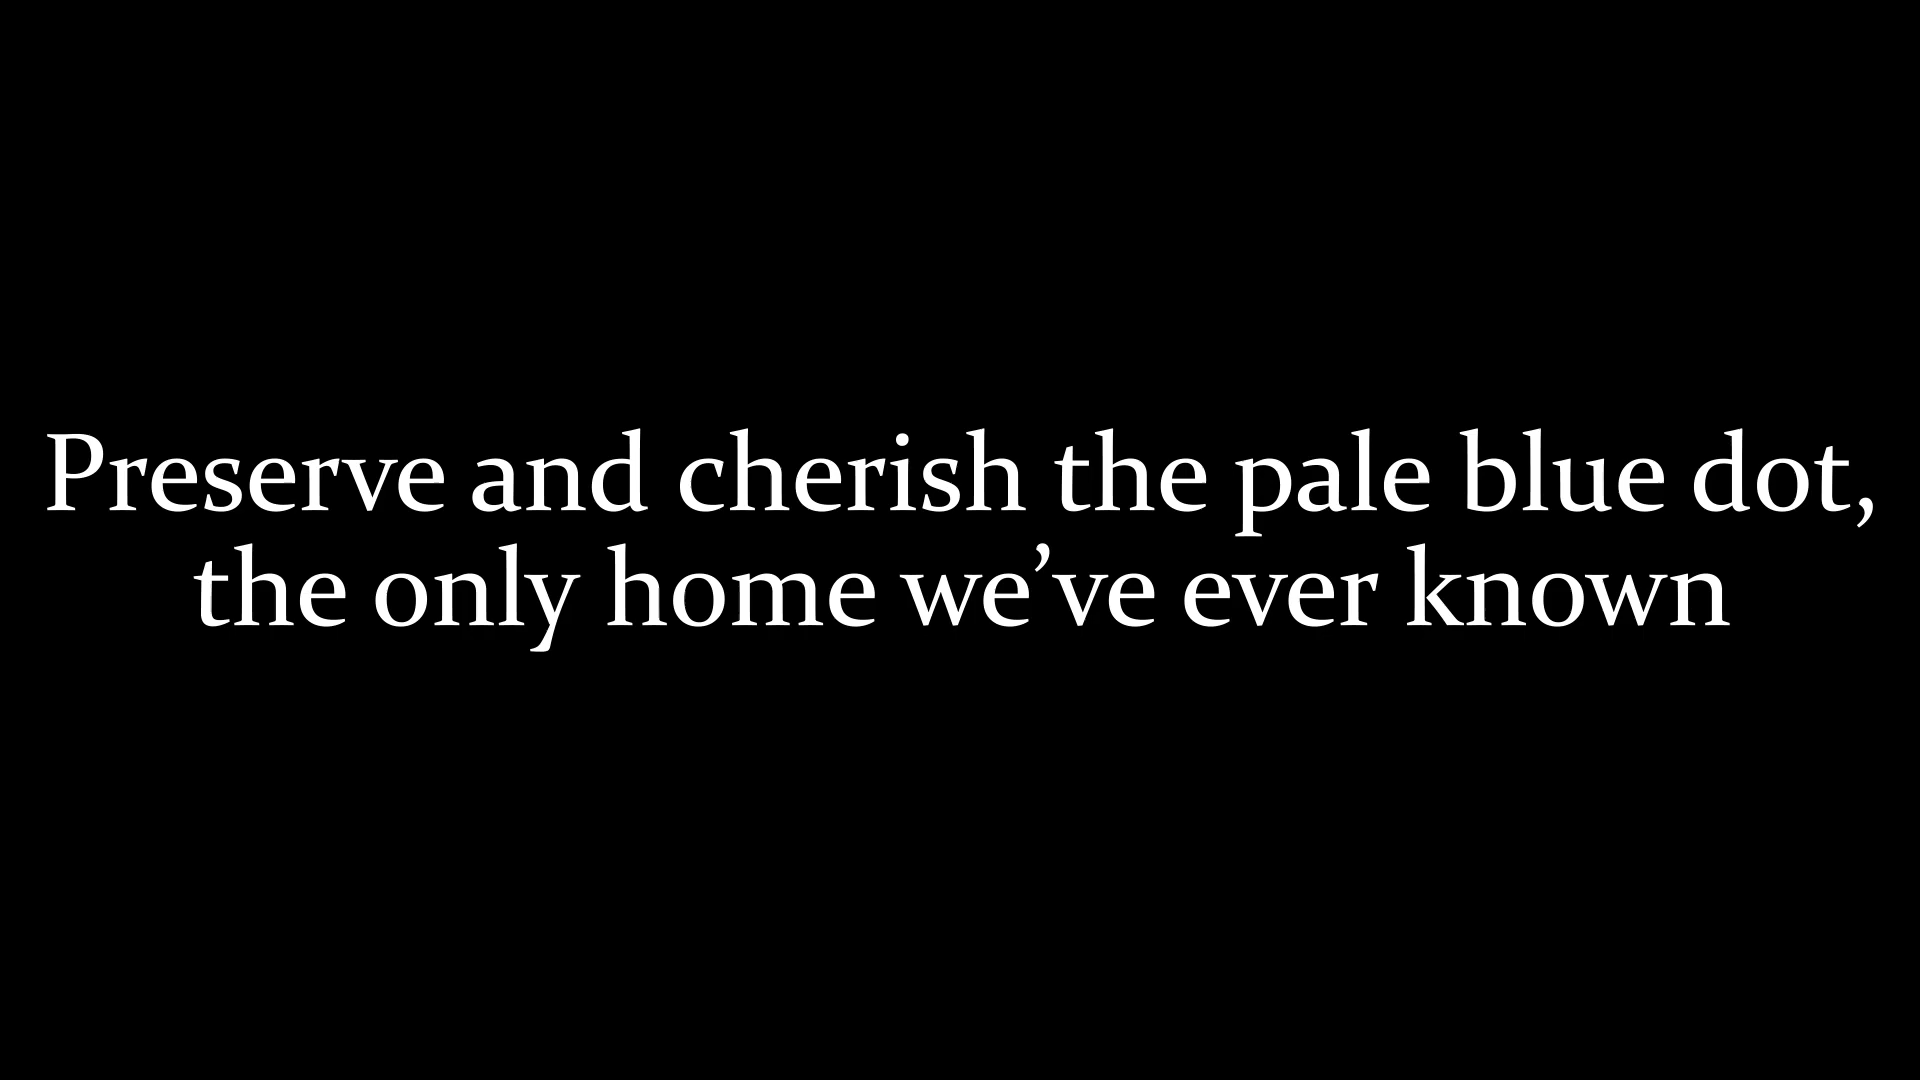 Preserve and cherish the pale blue dot,
the only home we’ve ever known